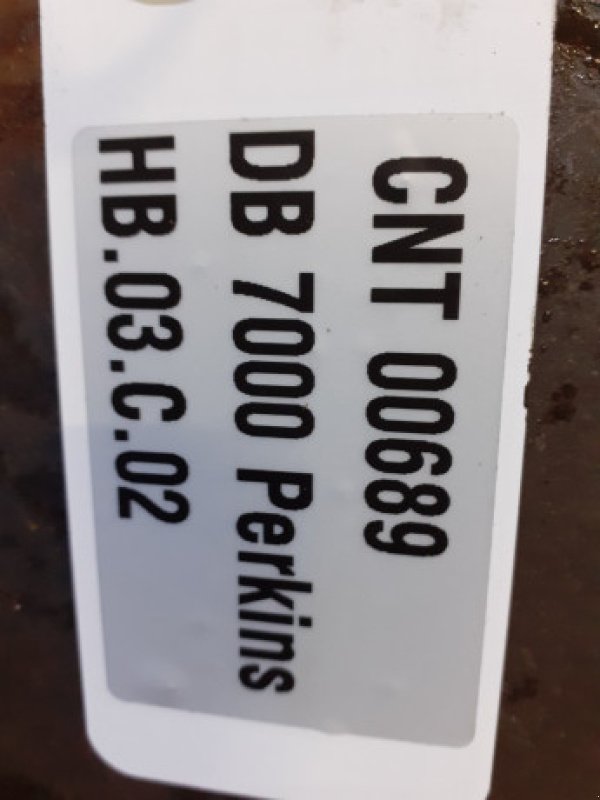 CNT 00689
DB 7000 Perkins
HB.03.C.02